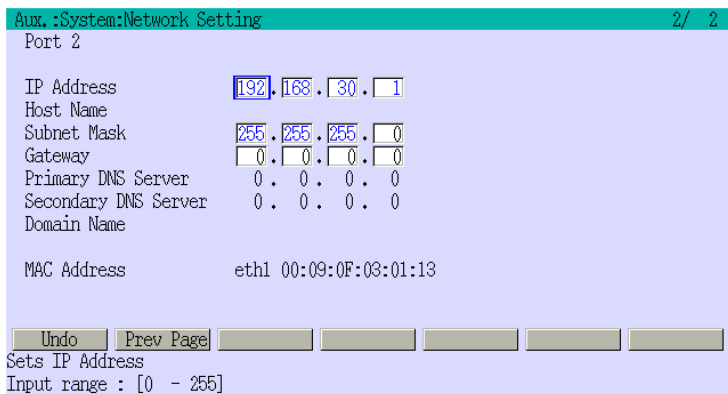 Aux.:System:Network Setting 2/ 2
Port 2
IP Address 192. 168. 30. 1
Host Name
Subnet Mask 255. 255. 255. 0
Gateway 0. 0. 0. 0
Primary DNS Server 0. 0. 0. 0
Secondary DNS Server 0. 0. 0. 0
Domain Name
MAC Address eth1 00:09:0F:03:01:13
Undo Prev Page
Sets IP Address
Input range : [0 - 255]